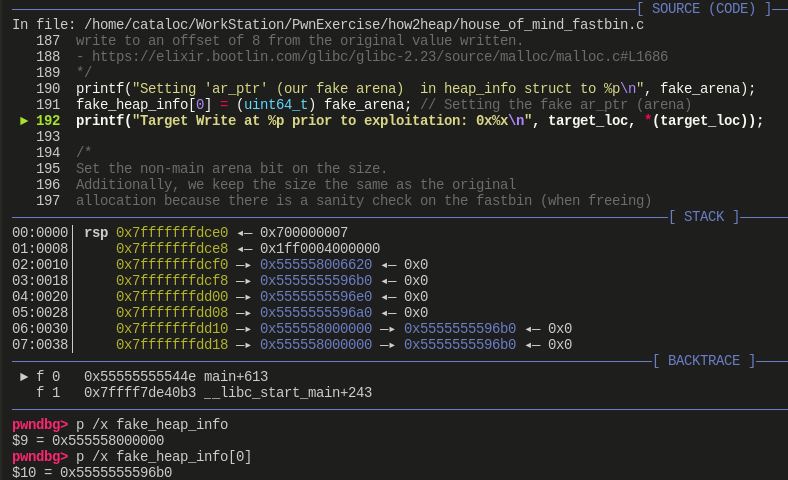 [ SOURCE (CODE) ]
In file: /home/cataloc/WorkStation/PwnExercise/how2heap/house_of_mind_fastbin.c
187 write to an offset of 8 from the original value written.
188 - https://elixir.bootlin.com/glibc/glibc-2.23/source/malloc/malloc.c#L1686
189 */
190 printf("Setting 'ar_ptr' (our fake arena)  in heap_info struct to %p\n", fake_arena);
191 fake_heap_info[0] = (uint64_t) fake_arena; // Setting the fake ar_ptr (arena)
► 192 printf("Target Write at %p prior to exploitation: 0x%x\n", target_loc, *(target_loc));
193
194 /*
195 Set the non-main arena bit on the size.
196 Additionally, we keep the size the same as the original
197 allocation because there is a sanity check on the fastbin (when freeing)
[ STACK ]
00:0000│ rsp 0x7fffffffdce0 ◂— 0x700000007
01:0008│ 0x7fffffffdce8 ◂— 0x1ff0004000000
02:0010│ 0x7fffffffdcf0 —▸ 0x555558006620 ◂— 0x0
03:0018│ 0x7fffffffdcf8 —▸ 0x5555555596b0 ◂— 0x0
04:0020│ 0x7fffffffdd00 —▸ 0x5555555596e0 ◂— 0x0
05:0028│ 0x7fffffffdd08 —▸ 0x5555555596a0 ◂— 0x0
06:0030│ 0x7fffffffdd10 —▸ 0x555558000000 —▸ 0x5555555596b0 ◂— 0x0
07:0038│ 0x7fffffffdd18 —▸ 0x555558000000 —▸ 0x5555555596b0 ◂— 0x0
[ BACKTRACE ]
► f 0 0x55555555544e main+613
f 1 0x7ffff7de40b3 __libc_start_main+243
pwndbg> p /x fake_heap_info
$9 = 0x555558000000
pwndbg> p /x fake_heap_info[0]
$10 = 0x5555555596b0